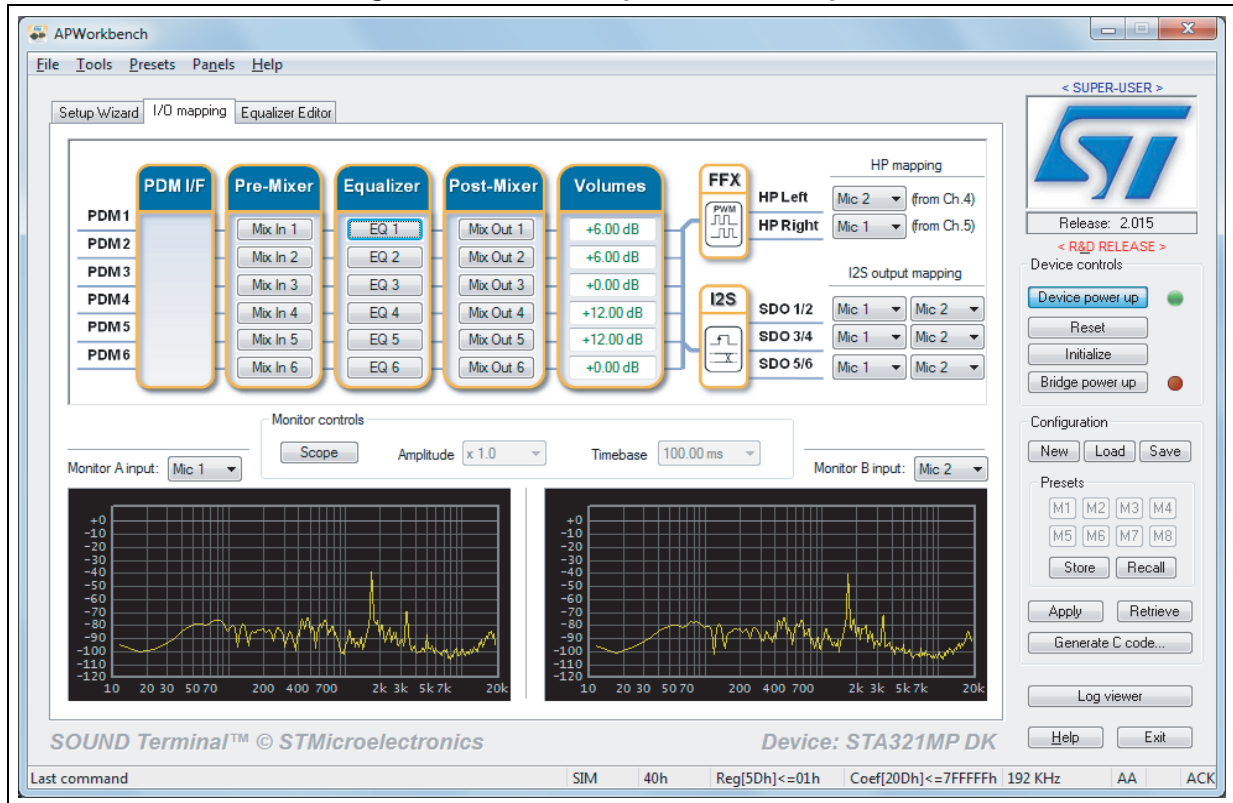 APWorkbench
File Tools Presets Panels Help
< SUPER-USER >
Setup Wizard I/O mapping Equalizer Editor
ST
PDM I/F Pre-Mixer Equalizer Post-Mixer Volumes FFX HP mapping
PWM HP Left Mic 2 (from Ch.4)
PDM1 Mix In 1 EQ 1 Mix Out 1 +6.00 dB HP Right Mic 1 (from Ch.5)
Release: 2.015
PDM2 Mix In 2 EQ 2 Mix Out 2 +6.00 dB
< R&D RELEASE >
PDM3 Mix In 3 EQ 3 Mix Out 3 +0.00 dB I2S output mapping
Device controls
PDM4 Mix In 4 EQ 4 Mix Out 4 +12.00 dB I2S SDO 1/2 Mic 1 Mic 2
Device power up
PDM5 Mix In 5 EQ 5 Mix Out 5 +12.00 dB SDO 3/4 Mic 1 Mic 2
Reset
PDM6 Mix In 6 EQ 6 Mix Out 6 +0.00 dB SDO 5/6 Mic 1 Mic 2
Initialize
Bridge power up
Monitor controls
Scope Amplitude x 1.0 Timebase 100.00 ms
Monitor A input: Mic 1 Monitor B input: Mic 2
Configuration
New Load Save
Presets
M1 M2 M3 M4
M5 M6 M7 M8
Store Recall
Apply Retrieve
Generate C code...
Log viewer
Help Exit
+0
-10
-20
-30
-40
-50
-60
-70
-80
-90
-100
-110
-120
10 20 30 50 70 200 400 700 2k 3k 5k 7k 20k
+0
-10
-20
-30
-40
-50
-60
-70
-80
-90
-100
-110
-120
10 20 30 50 70 200 400 700 2k 3k 5k 7k 20k
SOUND Terminal™ © STMicroelectronics Device: STA321MP DK
Last command SIM 40h Reg[5Dh]<=01h Coef[20Dh]<=7FFFFFh 192 KHz AA ACK